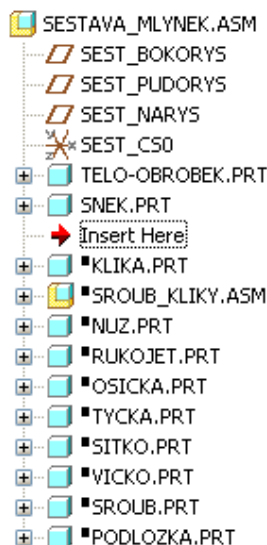 SESTAVA_MLYNEK.ASM
SEST_BOKORYS
SEST_PUDORYS
SEST_NARYS
SEST_CS0
TELO-OBROBEK.PRT
SNEK.PRT
Insert Here
KLIKA.PRT
SROUB_KLIKY.ASM
NUZ.PRT
RUKOJET.PRT
OSICKA.PRT
TYCKA.PRT
SITKO.PRT
VICKO.PRT
SROUB.PRT
PODLOZKA.PRT